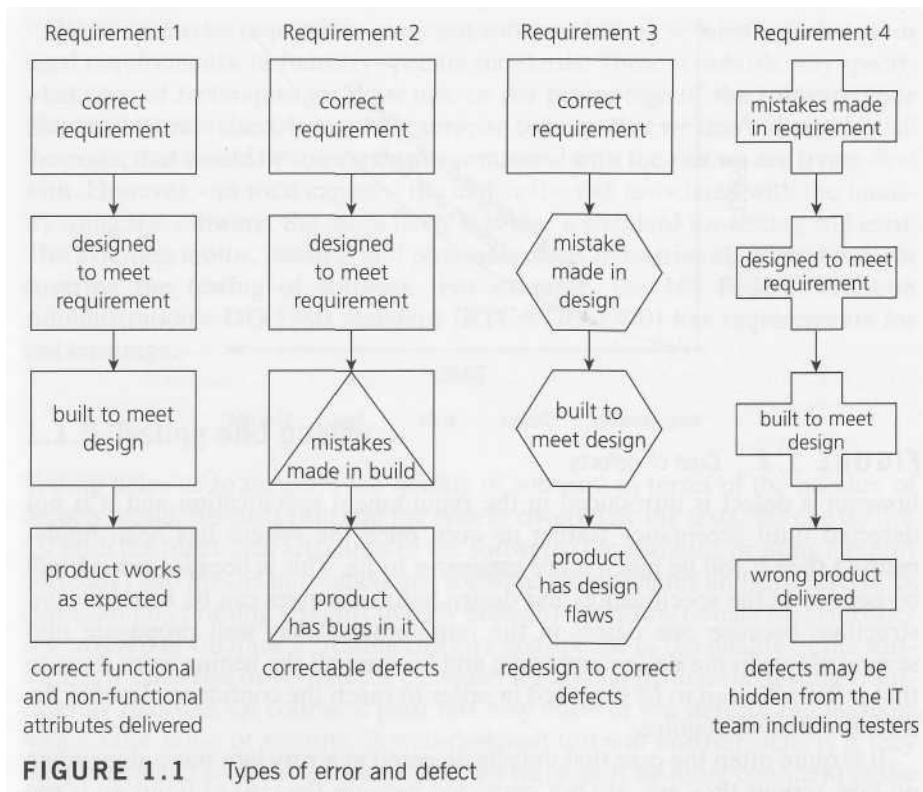 Requirement 1
Requirement 2
Requirement 3
Requirement 4
correct
requirement
correct
requirement
correct
requirement
mistakes made
in requirement
designed
to meet
requirement
designed
to meet
requirement
mistake
made in
design
designed to meet
requirement
built to meet
design
mistakes
made in build
built to
meet design
built to meet
design
product works
as expected
product
has bugs in it
product
has design
flaws
wrong product
delivered
correct functional
and non-functional
attributes delivered
correctable defects
redesign to correct
defects
defects may be
hidden from the IT
team including testers
FIGURE 1.1 Types of error and defect